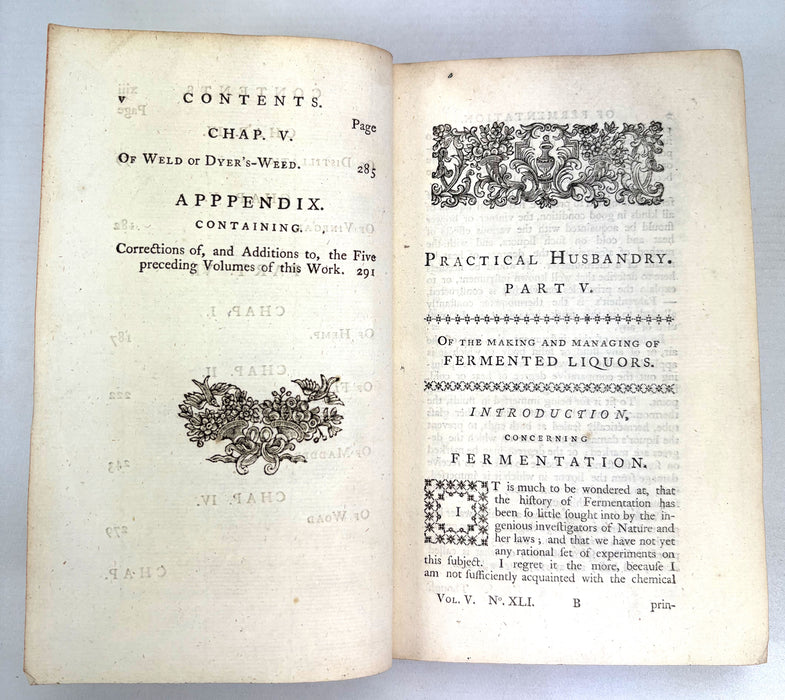 v CONTENTS.
Page
CHAP. V.
OF WELD or DYER'S-WEED. 285
APPPENDIX.
CONTAINING.
Corrections of, and Additions to, the Five
preceding Volumes of this Work. 291
PRACTICAL HUSBANDRY.
PART V.
OF THE MAKING AND MANAGING OF
FERMENTED LIQUORS.
INTRODUCTION,
CONCERNING
FERMENTATION.
IT is much to be wondered at, that
the hiſtory of Fermentation has
been ſo little ſought into by the in-
genious inveſtigators of Nature and
her laws; and that we have not yet
any rational ſet of experiments on
this ſubject. I regret it the more, becauſe I
am not ſufficiently acquainted with the chemical
VOL. V. No. XLI. B prin-